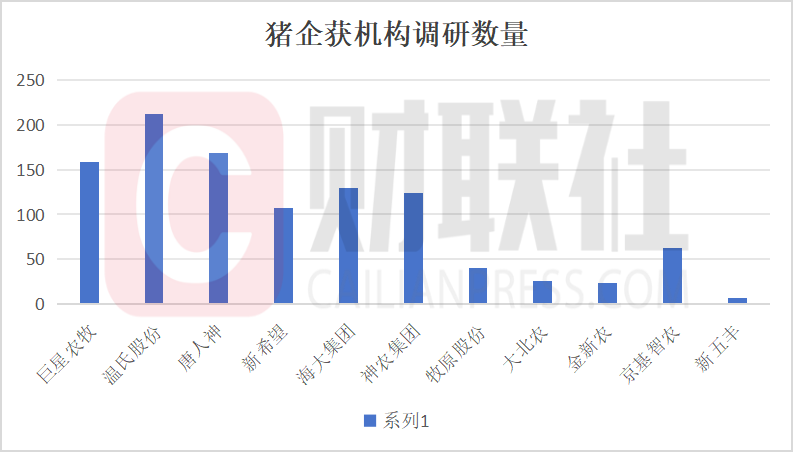 猪企获机构调研数量
250
200
150
100
50
0
巨星农牧
温氏股份
唐人神
新希望
海大集团
神农集团
牧原股份
大北农
金新农
京基智农
新五丰
系列1
财联社
CAILIANPRESS.COM